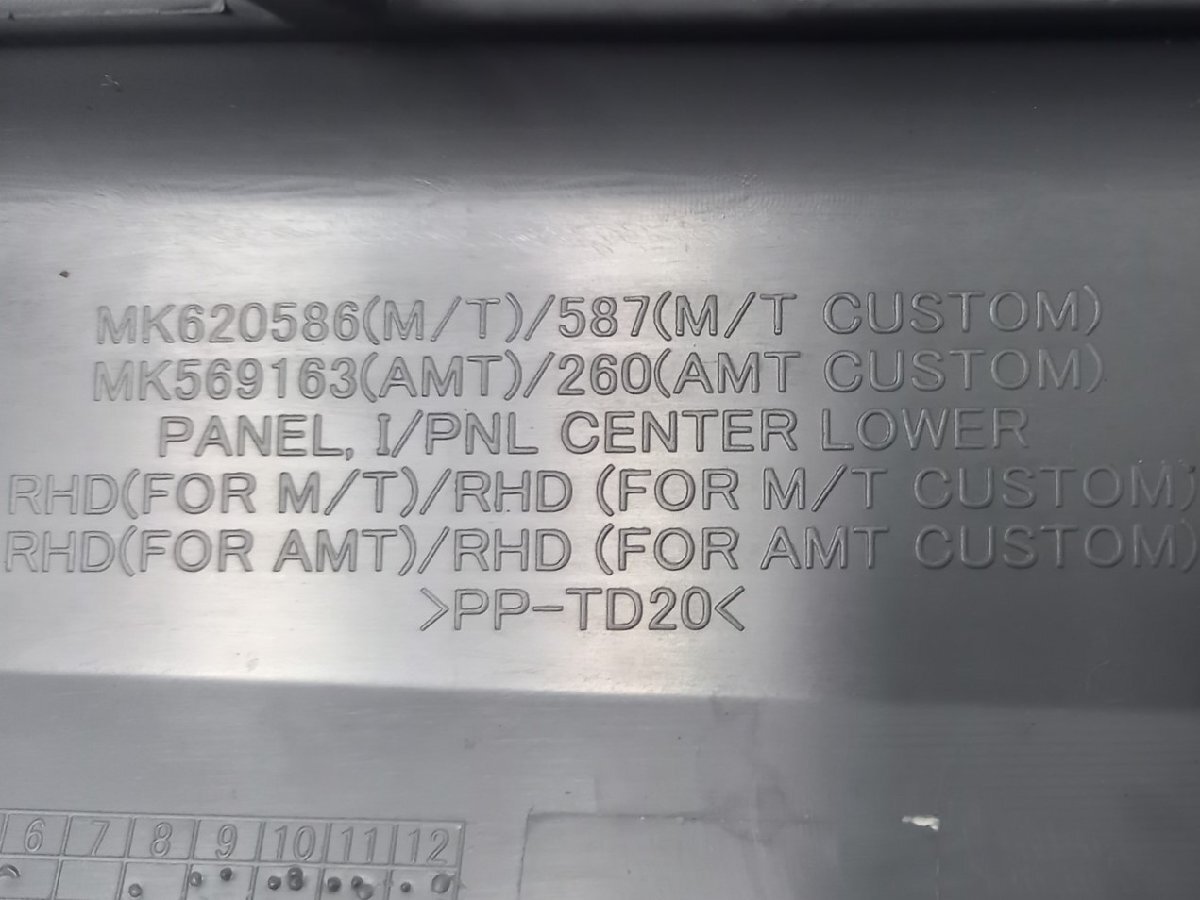 MK620586(M/T)/587(M/T CUSTOM)
MK569163(AMT)/260(AMT CUSTOM)
PANEL, I/PNL CENTER LOWER
RHD(FOR M/T)/RHD (FOR M/T CUSTOM)
RHD(FOR AMT)/RHD (FOR AMT CUSTOM)
>PP-TD20<
6 7 8 9 10 11 12